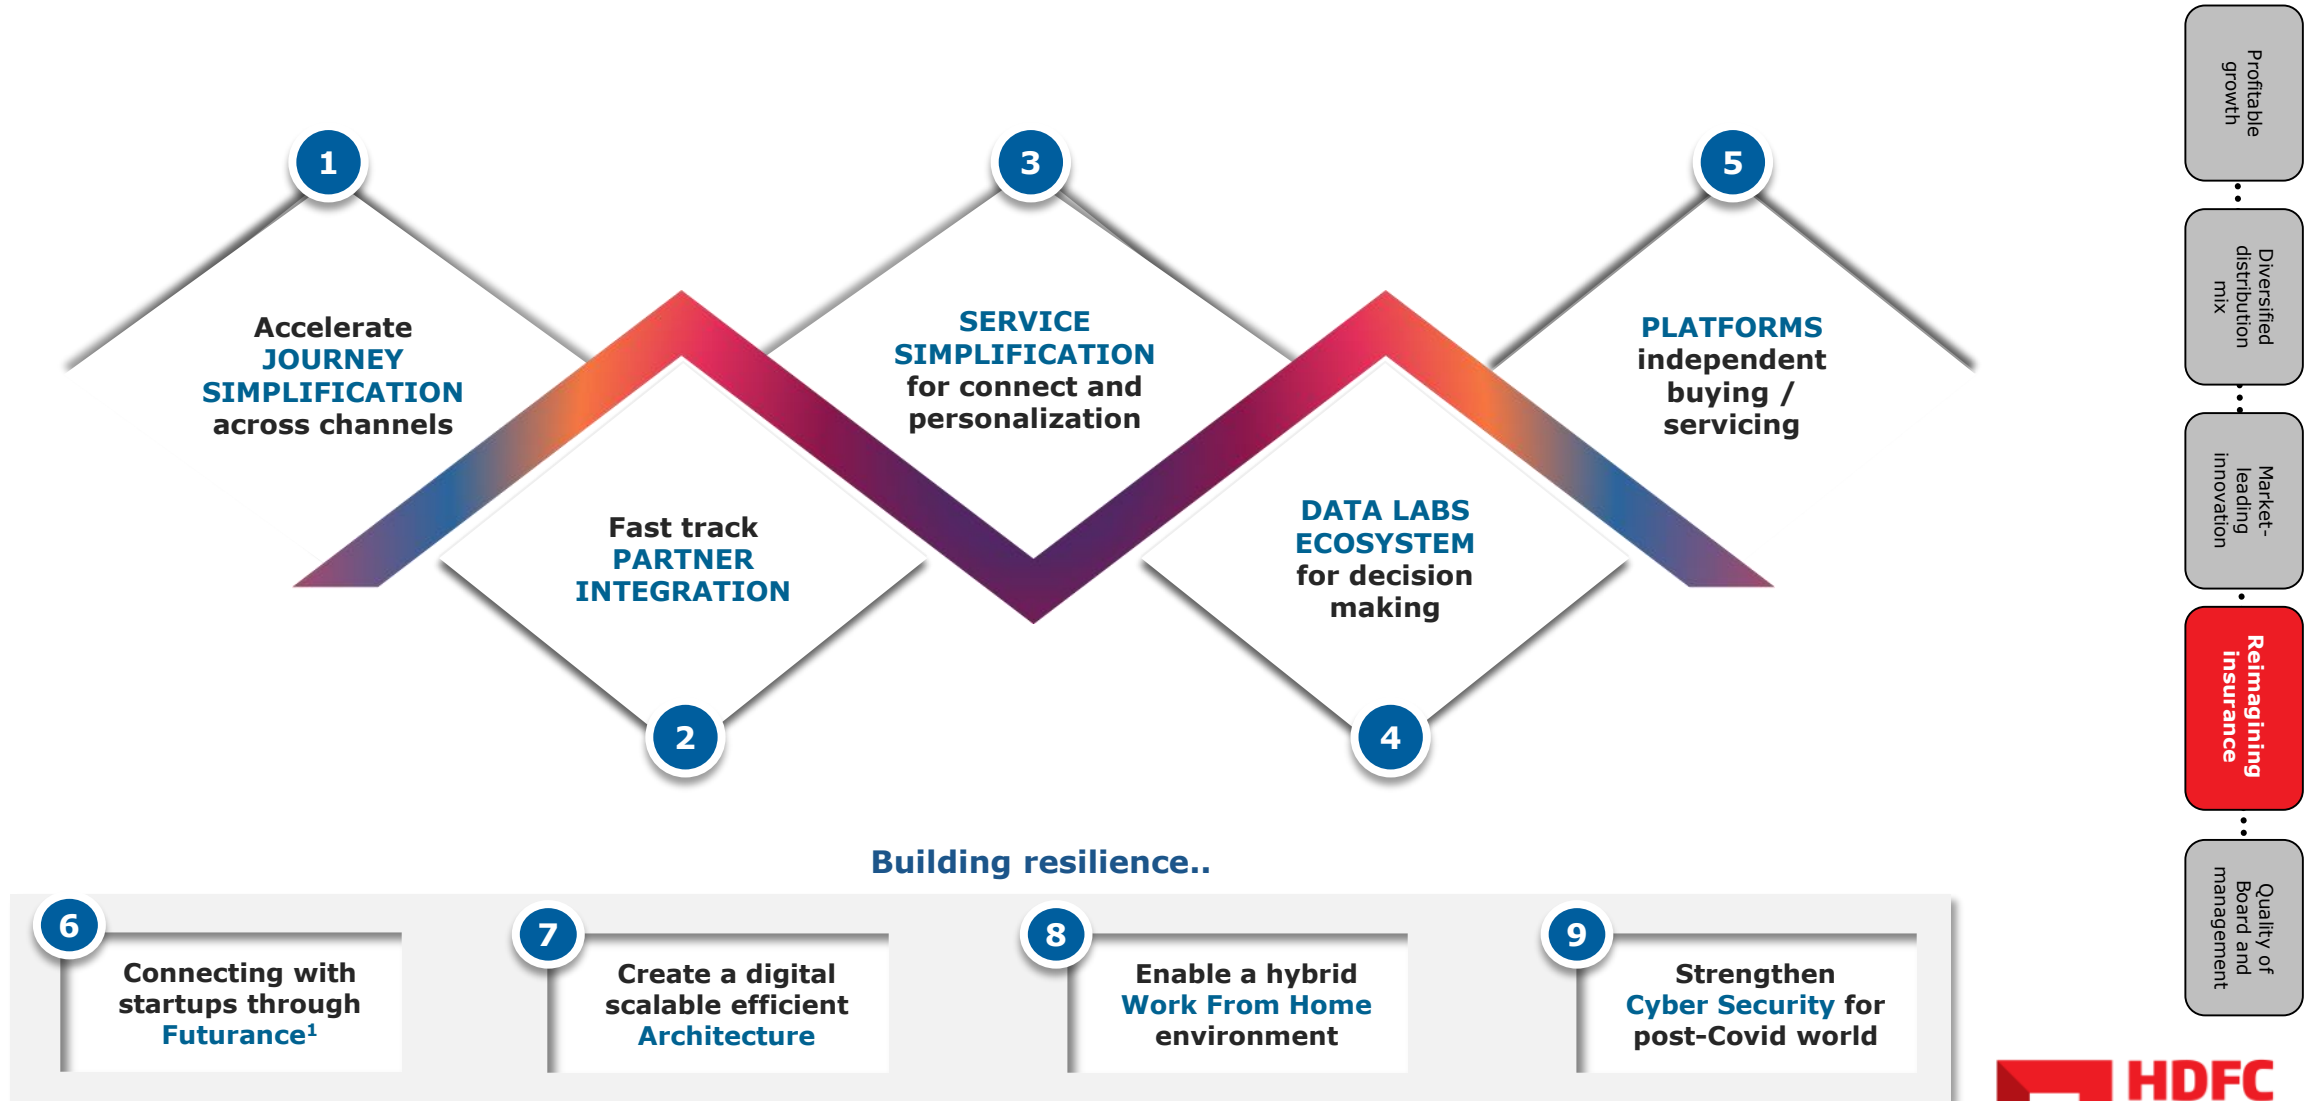 1
Accelerate
JOURNEY
SIMPLIFICATION
across channels
2
Fast track
PARTNER
INTEGRATION
3
SERVICE
SIMPLIFICATION
for connect and
personalization
4
DATA LABS
ECOSYSTEM
for decision
making
5
PLATFORMS
independent
buying /
servicing
Building resilience..
6
Connecting with
startups through
Futurance¹
7
Create a digital
scalable efficient
Architecture
8
Enable a hybrid
Work From Home
environment
9
Strengthen
Cyber Security for
post-Covid world
Profitable
growth
Diversified
distribution
mix
Market-
leading
innovation
Reimagining
insurance
Quality of
Board and
management
HDFC